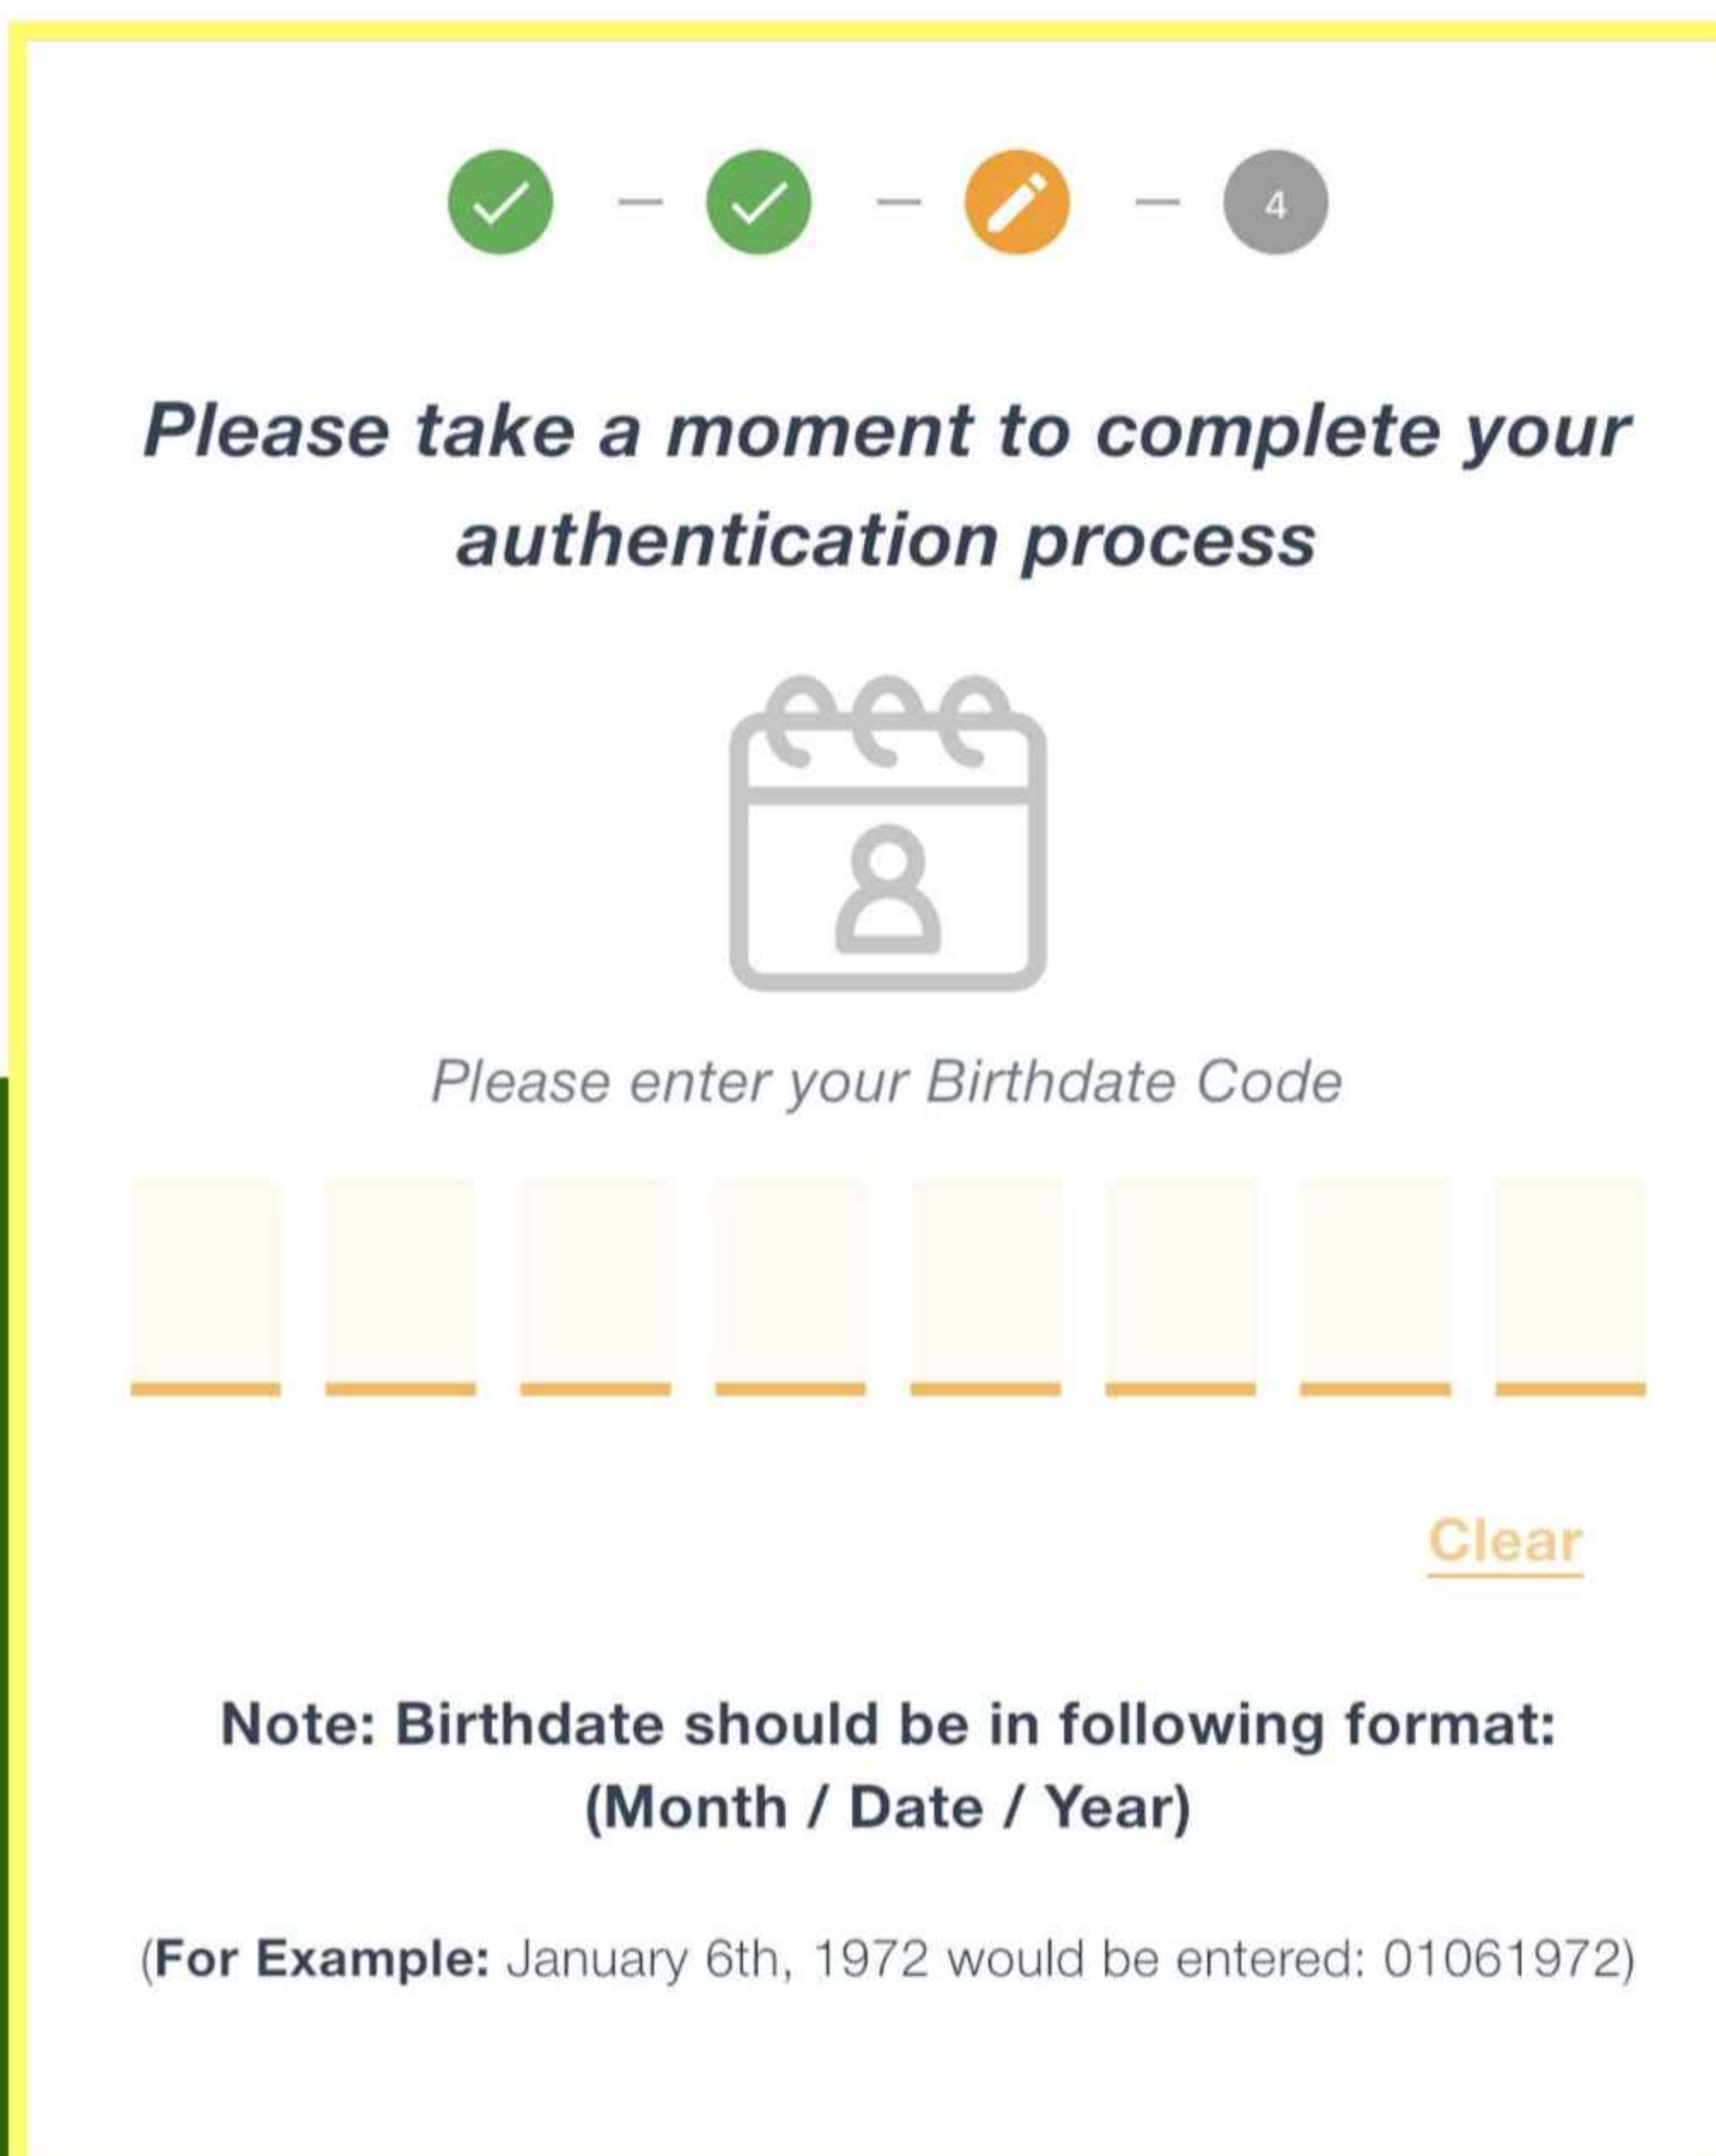 4
Please take a moment to complete your
authentication process
Please enter your Birthdate Code
Clear
Note: Birthdate should be in following format:
(Month / Date / Year)
(For Example: January 6th, 1972 would be entered: 01061972)